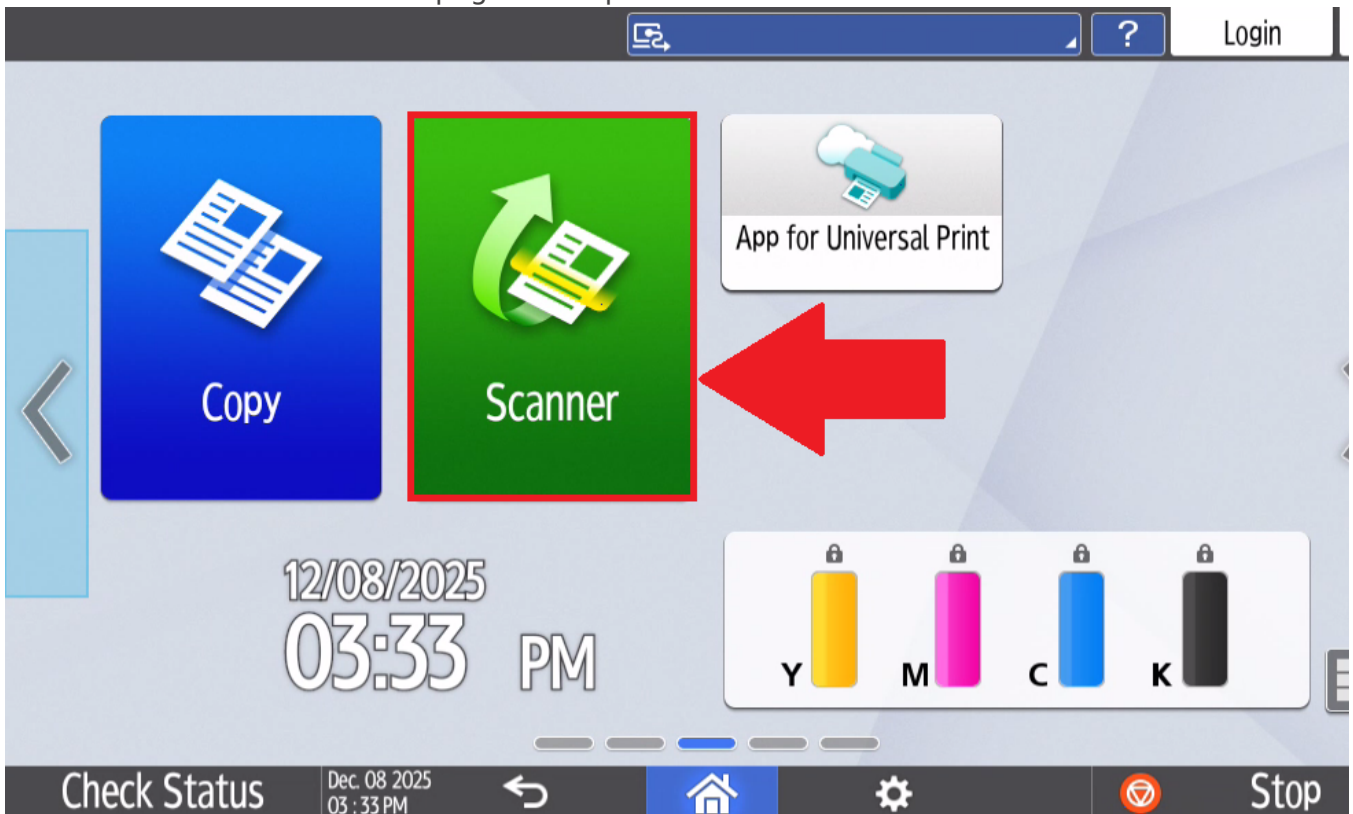 ?
Login
Copy
Scanner
App for Universal Print
12/08/2025
03:33 PM
Y
M
C
K
Check Status
Dec. 08 2025
03 : 33 PM
Stop